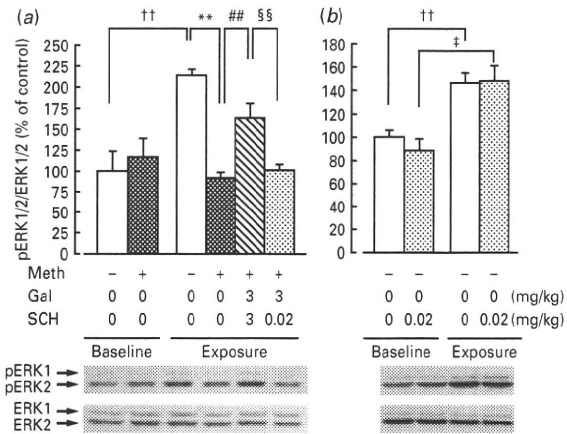 (a)
(b)
†† ** ## §§
††
‡
pERK1/2/ERK1/2 (% of control)
250
225
200
175
150
125
100
75
50
25
0
180
160
140
120
100
80
60
40
20
0
Meth − + − + + + − − − −
Gal 0 0 0 0 3 3 0 0 0 0 (mg/kg)
SCH 0 0 0 0 3 0.02 0 0.02 0 0.02 (mg/kg)
Baseline Exposure Baseline Exposure
pERK1
pERK2
ERK1
ERK2